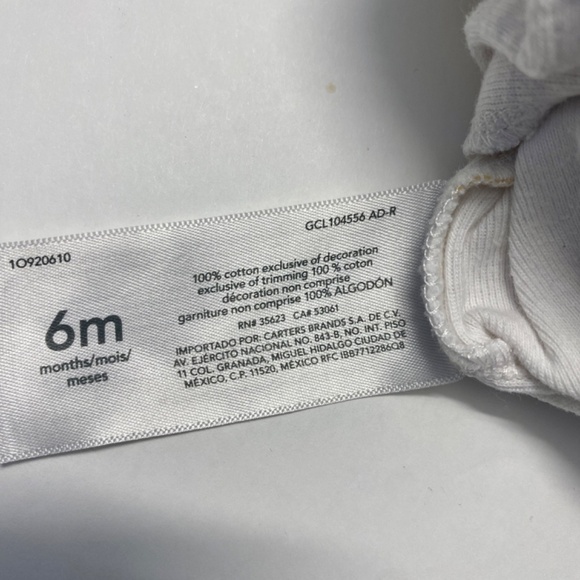 1O920610
6m
months/mois/
meses
GCL104556 AD-R
100% cotton exclusive of decoration
exclusive of trimming 100 % coton
décoration non comprise
garniture non comprise 100% ALGODÓN
RN# 35623 CA# 53061
IMPORTADO POR: CARTERS BRANDS S.A. DE C.V.
AV. EJÉRCITO NACIONAL NO. 843-B, NO. INT. PISO
11 COL. GRANADA, MIGUEL HIDALGO CIUDAD DE
MÉXICO, C.P. 11520, MÉXICO RFC IBB7712286Q8